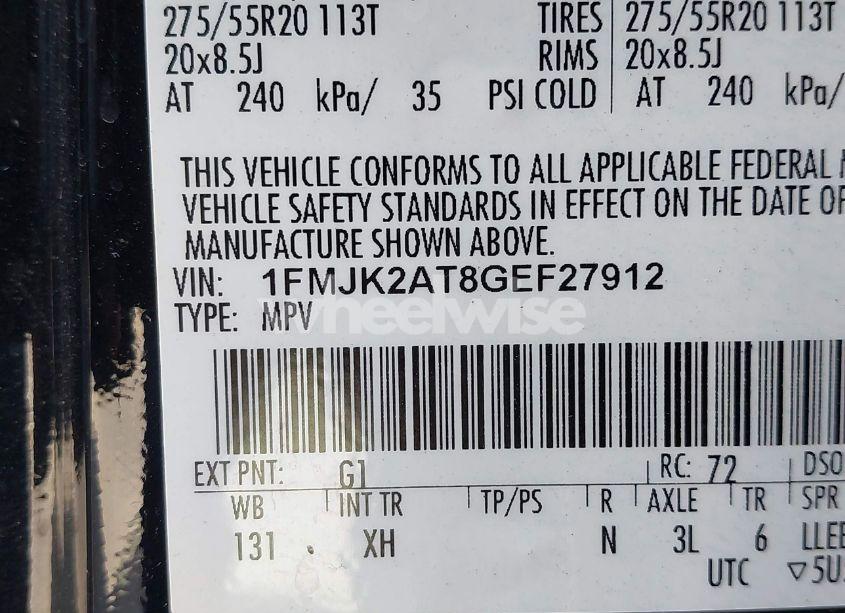 275/55R20 113T TIRES 275/55R20 113T
20x8.5J RIMS 20x8.5J
AT 240 kPa/ 35 PSI COLD AT 240 kPa/
THIS VEHICLE CONFORMS TO ALL APPLICABLE FEDERAL
VEHICLE SAFETY STANDARDS IN EFFECT ON THE DATE OF
MANUFACTURE SHOWN ABOVE.
VIN: 1FMJK2AT8GEF27912
TYPE: MPV
wheelwise
EXT PNT: G1 RC: 72 DSO
WB INT TR TP/PS R AXLE TR SPR
131 . XH N 3L 6 LLEE
UTC ▽5U